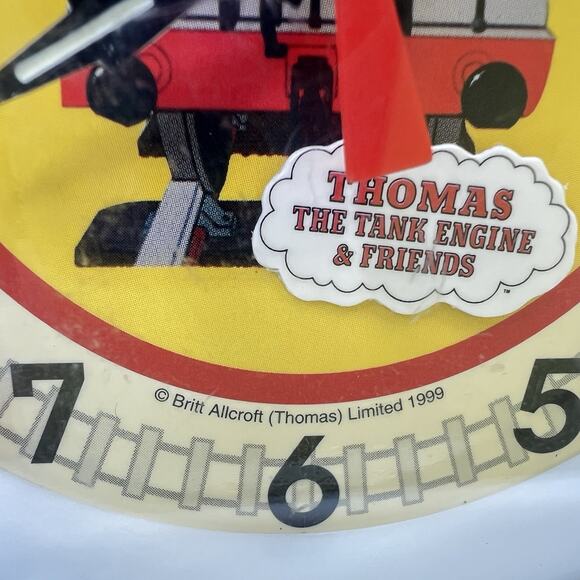 THOMAS
THE TANK ENGINE
& FRIENDS
™
© Britt Allcroft (Thomas) Limited 1999
7
6
5